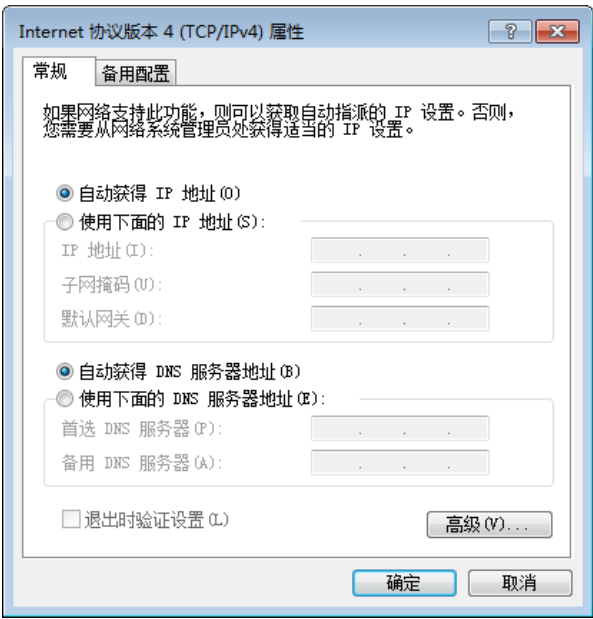 Internet 协议版本 4 (TCP/IPv4) 属性
常规 备用配置
如果网络支持此功能，则可以获取自动指派的 IP 设置。否则，
您需要从网络系统管理员处获得适当的 IP 设置。
自动获得 IP 地址(O)
使用下面的 IP 地址(S):
IP 地址(I):
子网掩码(U):
默认网关(D):
自动获得 DNS 服务器地址(B)
使用下面的 DNS 服务器地址(E):
首选 DNS 服务器(P):
备用 DNS 服务器(A):
退出时验证设置(L)
高级(V)...
确定 取消